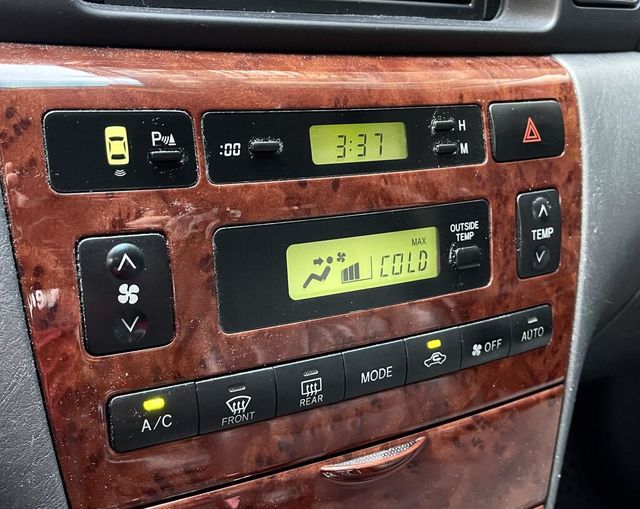 P
:00
3:37
H
M
MAX.
COLD
OUTSIDE
TEMP
TEMP
A/C
FRONT
REAR
MODE
OFF
AUTO